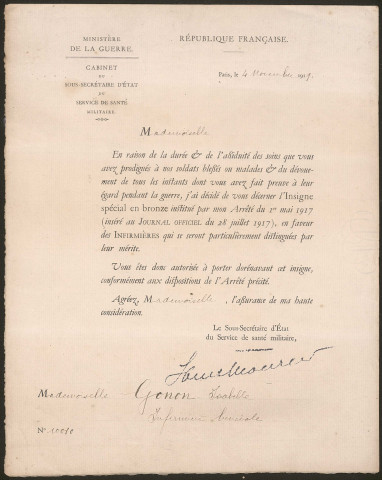 MINISTÈRE
DE LA GUERRE.
CABINET
DU
SOUS-SECRÉTAIRE D'ÉTAT
DU
SERVICE DE SANTÉ
MILITAIRE.
RÉPUBLIQUE FRANÇAISE.
Paris, le 4 Novembre 1919.
Mademoiselle
En raison de la durée & de l'assiduité des soins que vous
avez prodigués à nos soldats blessés ou malades & du dévoue-
ment de tous les instants dont vous avez fait preuve à leur
égard pendant la guerre, j'ai décidé de vous décerner l'Insigne
spécial en bronze institué par mon Arrêté du 1er mai 1917
(inséré au JOURNAL OFFICIEL du 28 juillet 1917), en faveur
des INFIRMIÈRES qui se seront particulièrement distinguées par
leur mérite.
Vous êtes donc autorisée à porter dorénavant cet insigne,
conformément aux dispositions de l'Arrêté précité.
Agréez, Mademoiselle, l'assurance de ma haute
considération.
Le Sous-Secrétaire d'État
du Service de santé militaire,
Mademoiselle Gonon Isabelle
Infirmière
N° 10010